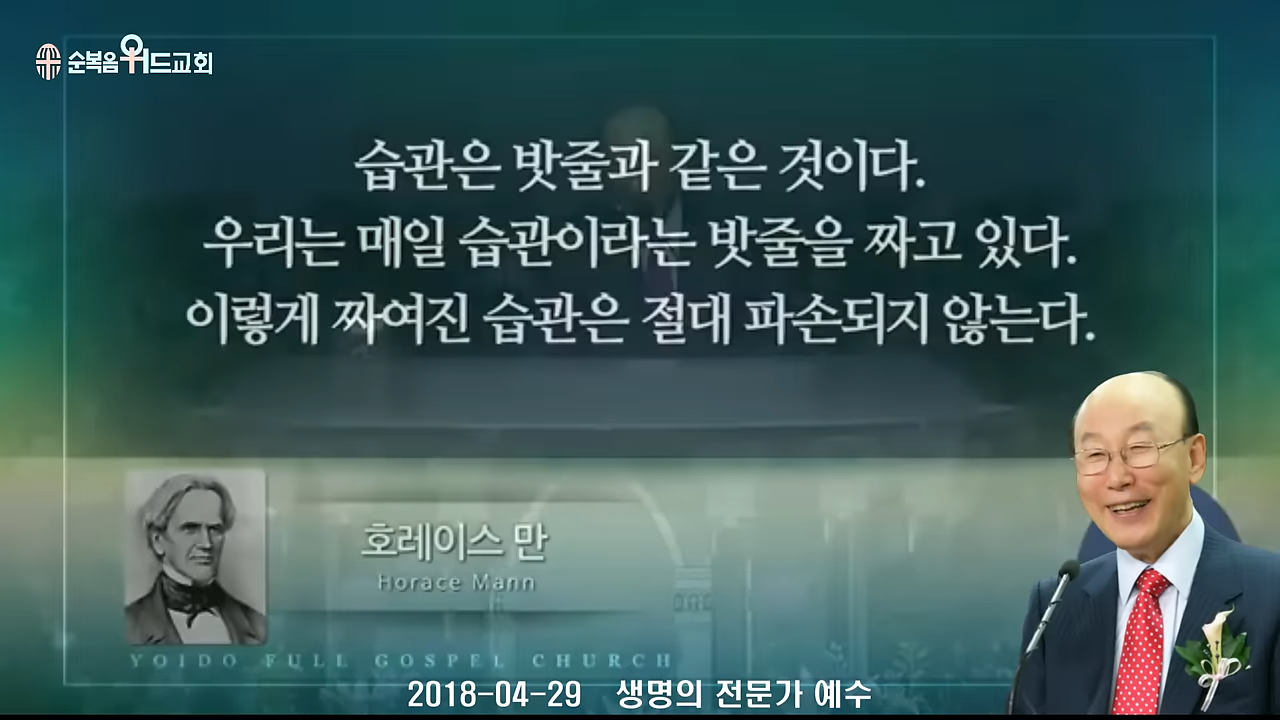 순복음위드교회
습관은 밧줄과 같은 것이다.
우리는 매일 습관이라는 밧줄을 짜고 있다.
이렇게 짜여진 습관은 절대 파손되지 않는다.
호레이스 만
Horace Mann
YOIDO FULL GOSPEL CHURCH
2018-04-29 생명의 전문가 예수